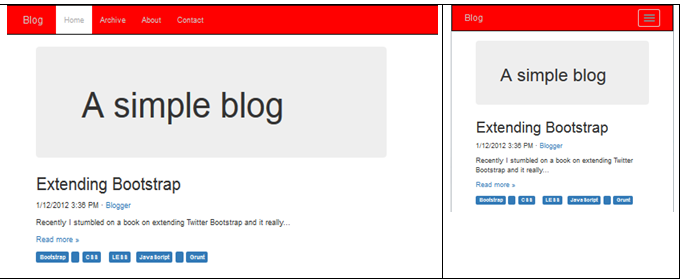 Blog Home Archive About Contact
A simple blog
Extending Bootstrap
1/12/2012 3:36 PM · Blogger
Recently I stumbled on a book on extending Twitter Bootstrap and it really...
Read more »
Bootstrap CSS LESS JavaScript Grunt
Blog
A simple blog
Extending Bootstrap
1/12/2012 3:36 PM · Blogger
Recently I stumbled on a book on extending Twitter
Bootstrap and it really...
Read more »
Bootstrap CSS LESS JavaScript Grunt